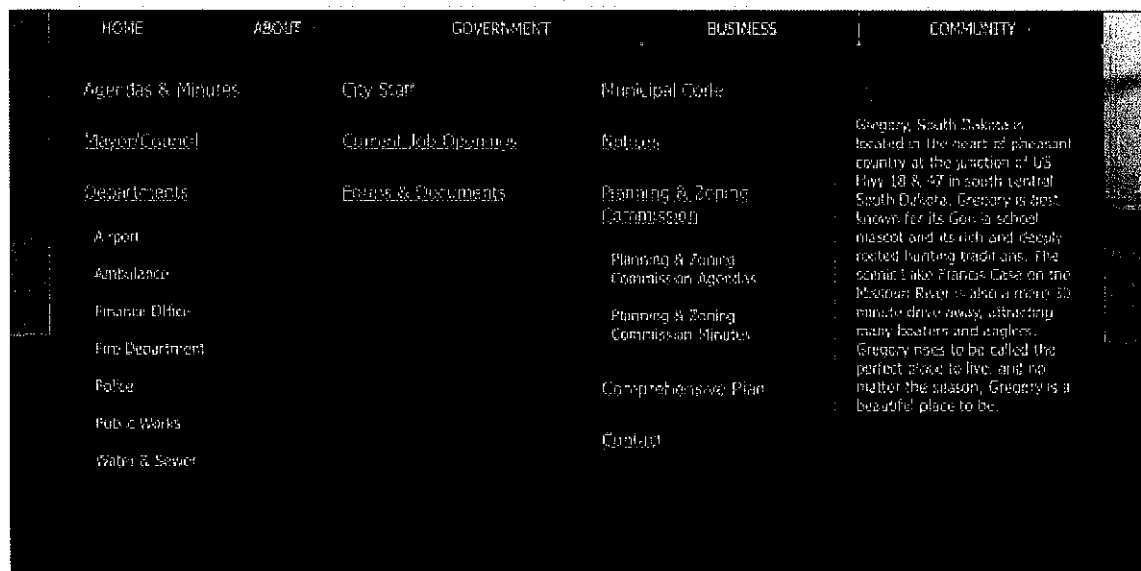 HOME
ABOUT
GOVERNMENT
BUSINESS
COMMUNITY
Agendas & Minutes
Mayor/Council
Departments
Airport
Ambulance
Finance Office
Fire Department
Police
Public Works
Water & Sewer
City Staff
Current Job Openings
Forms & Documents
Municipal Code
Notices
Planning & Zoning
Commission
Planning & Zoning
Commission Agendas
Planning & Zoning
Commission Minutes
Comprehensive Plan
Contact
Gregory, South Dakota is
located in the heart of pheasant
country at the junction of US
Hwy 18 & 47 in south central
South Dakota. Gregory is best
known for its Gorilla school
mascot and its rich and deeply
rooted hunting traditions. The
scenic Lake Francis Case on the
Missouri River is also a mere 30
minute drive away, attracting
many boaters and anglers.
Gregory rises to be called the
perfect place to live, and no
matter the season, Gregory is a
beautiful place to be.